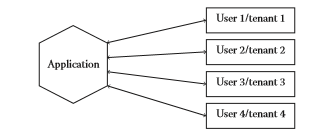 Application
User 1/tenant 1
User 2/tenant 2
User 3/tenant 3
User 4/tenant 4